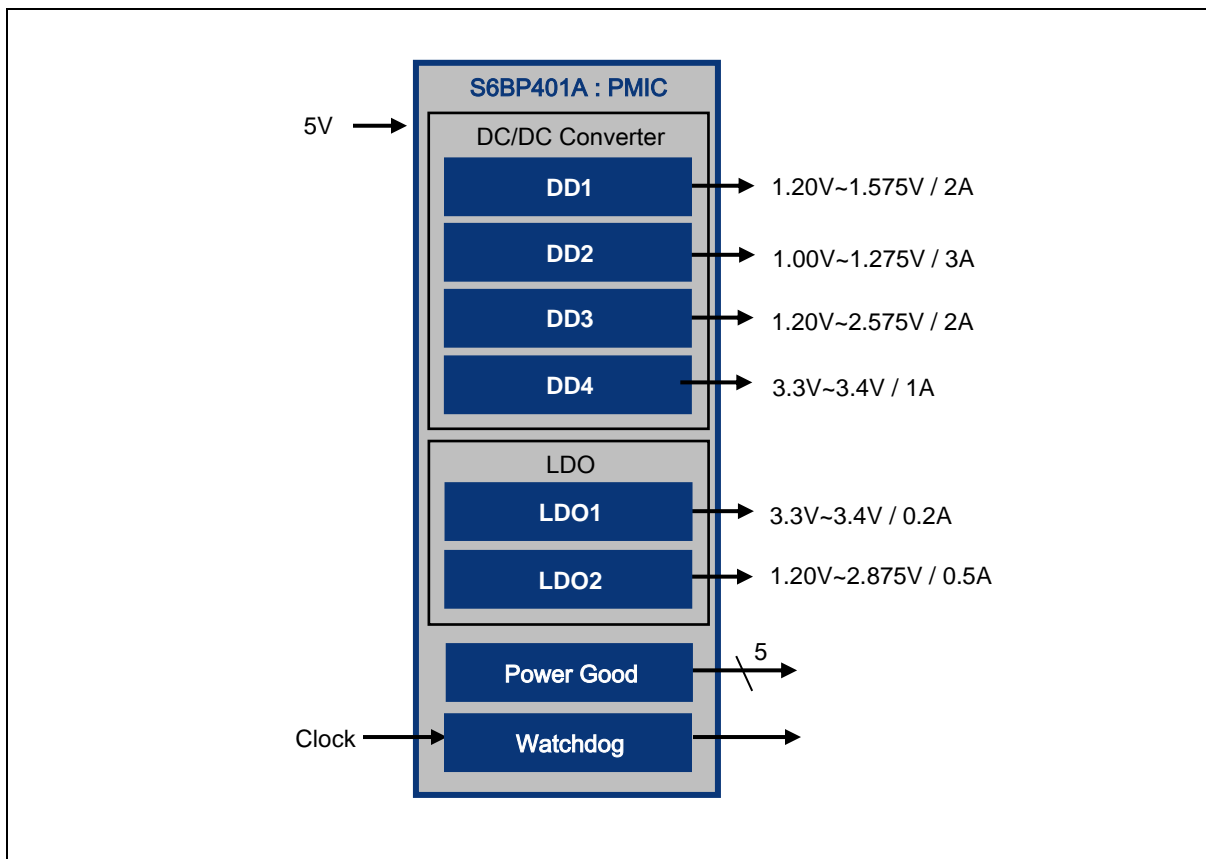 S6BP401A : PMIC
5V
DC/DC Converter
DD1
1.20V~1.575V / 2A
DD2
1.00V~1.275V / 3A
DD3
1.20V~2.575V / 2A
DD4
3.3V~3.4V / 1A
LDO
LDO1
3.3V~3.4V / 0.2A
LDO2
1.20V~2.875V / 0.5A
Power Good
5
Clock
Watchdog